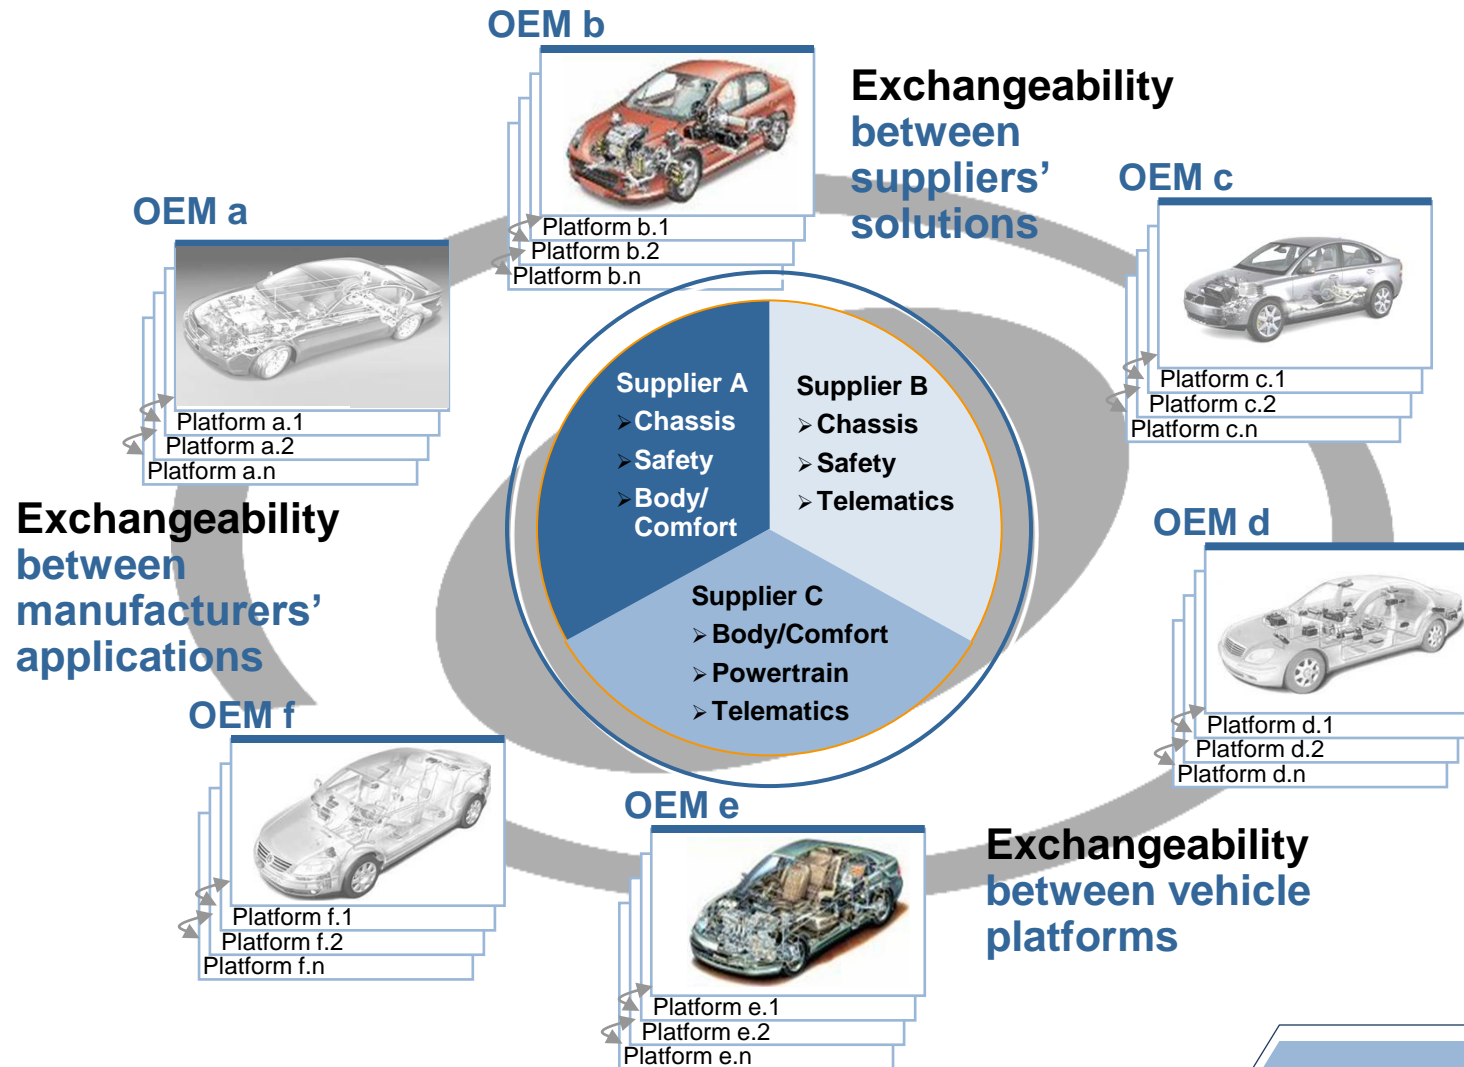 OEM b
Platform b.1
Platform b.2
Platform b.n
Exchangeability
between
suppliers’
solutions
OEM c
Platform c.1
Platform c.2
Platform c.n
OEM a
Platform a.1
Platform a.2
Platform a.n
Supplier A
➢Chassis
➢Safety
➢Body/
Comfort
Supplier B
➢Chassis
➢Safety
➢Telematics
Supplier C
➢Body/Comfort
➢Powertrain
➢Telematics
Exchangeability
between
manufacturers’
applications
OEM d
Platform d.1
Platform d.2
Platform d.n
OEM f
Platform f.1
Platform f.2
Platform f.n
OEM e
Platform e.1
Platform e.2
Platform e.n
Exchangeability
between vehicle
platforms